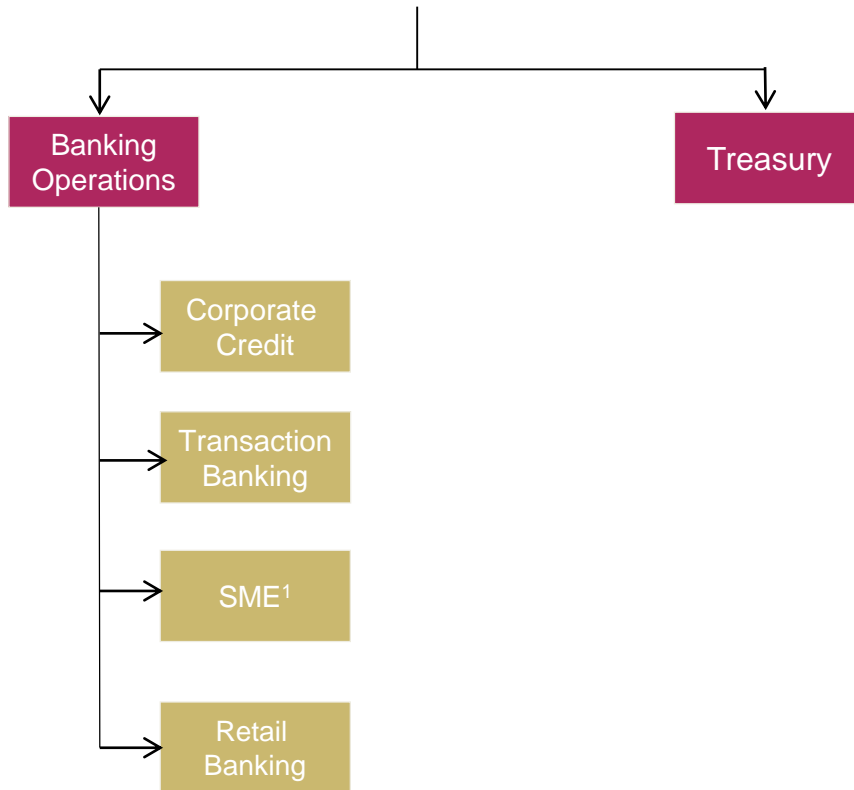 Banking
Operations
Treasury
Corporate
Credit
Transaction
Banking
SME¹
Retail
Banking